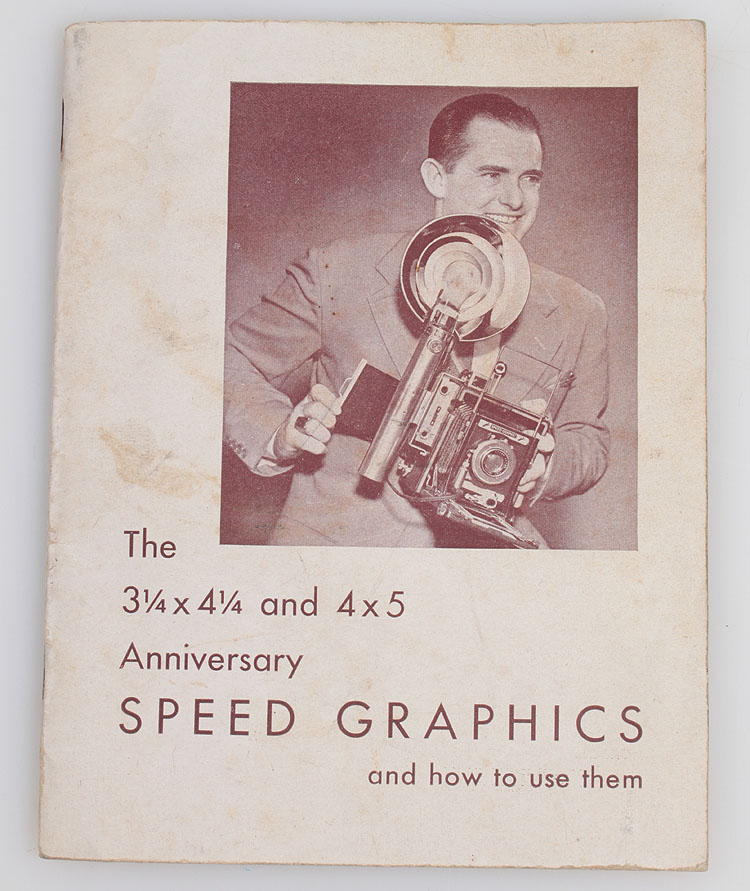 The
3¼ x 4¼ and 4 x 5
Anniversary
SPEED GRAPHICS
and how to use them